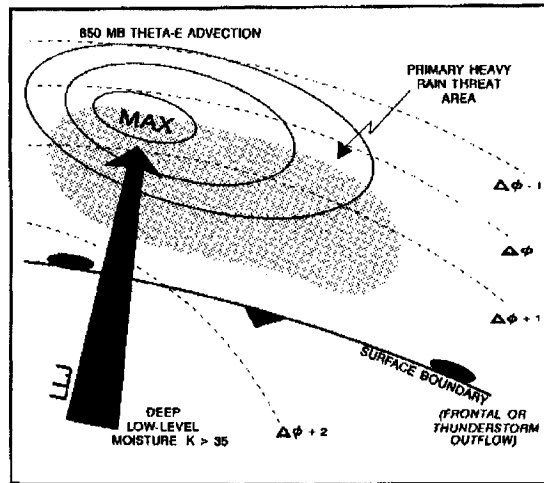 850 MB THETA-E ADVECTION
PRIMARY HEAVY
RAIN THREAT
AREA
MAX
Δϕ - 1
Δϕ
Δϕ + 1
SURFACE BOUNDARY
LLJ
DEEP
LOW-LEVEL
MOISTURE K > 35
Δϕ + 2
(FRONTAL OR
THUNDERSTORM
OUTFLOW)